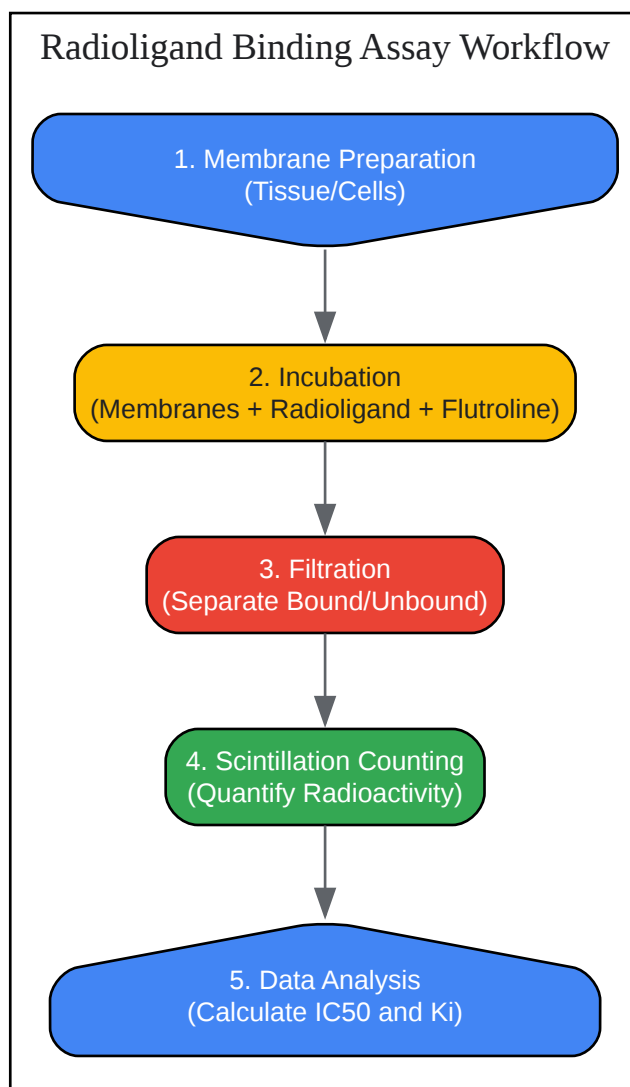 Radioligand Binding Assay Workflow
1. Membrane Preparation
(Tissue/Cells)
2. Incubation
(Membranes + Radioligand + Flutroline)
3. Filtration
(Separate Bound/Unbound)
4. Scintillation Counting
(Quantify Radioactivity)
5. Data Analysis
(Calculate IC50 and Ki)